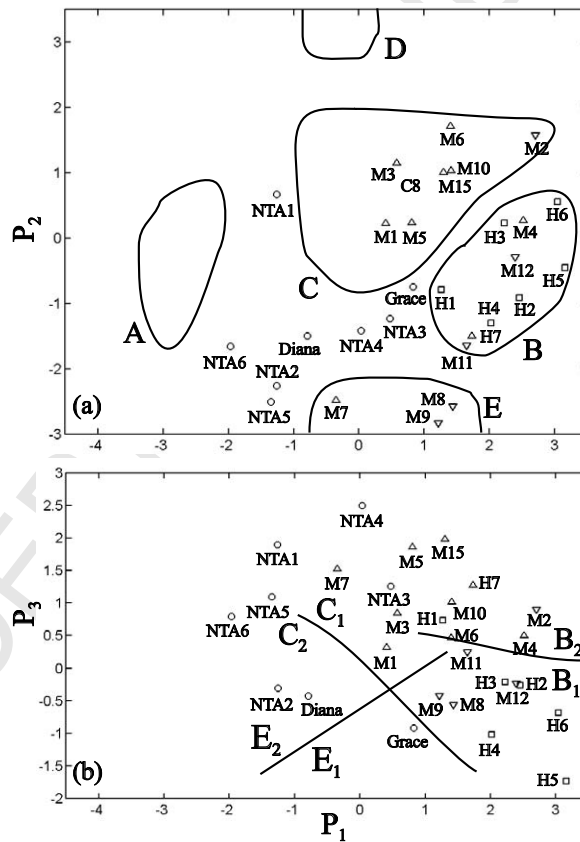 3
D
2
M6
M2
M3
M10
C8
M15
1
NTA1
H6
M1
M5
H3
M4
P2
0
M12
C
H5
Grace
H1
H4
H2
-1
A
NTA3
H7
B
Diana
NTA4
NTA6
M11
NTA2
-2
E
M8
NTA5
M7
M9
(a)
-3
-4 -3 -2 -1 0 1 2 3
3
2.5
NTA4
2
NTA1
M5
M15
1.5
M7
NTA3
H7
P3
1
NTA5
C1
H1
M10
M2
NTA6
C2
M3
M6
M4
B2
0.5
M1
M11
0
H3
H2
B1
M12
NTA2
Diana
M9
M8
H6
-0.5
E2
Grace
H4
-1
E1
-1.5
H5
(b)
-2
-4 -3 -2 -1 0 1 2 3
P1